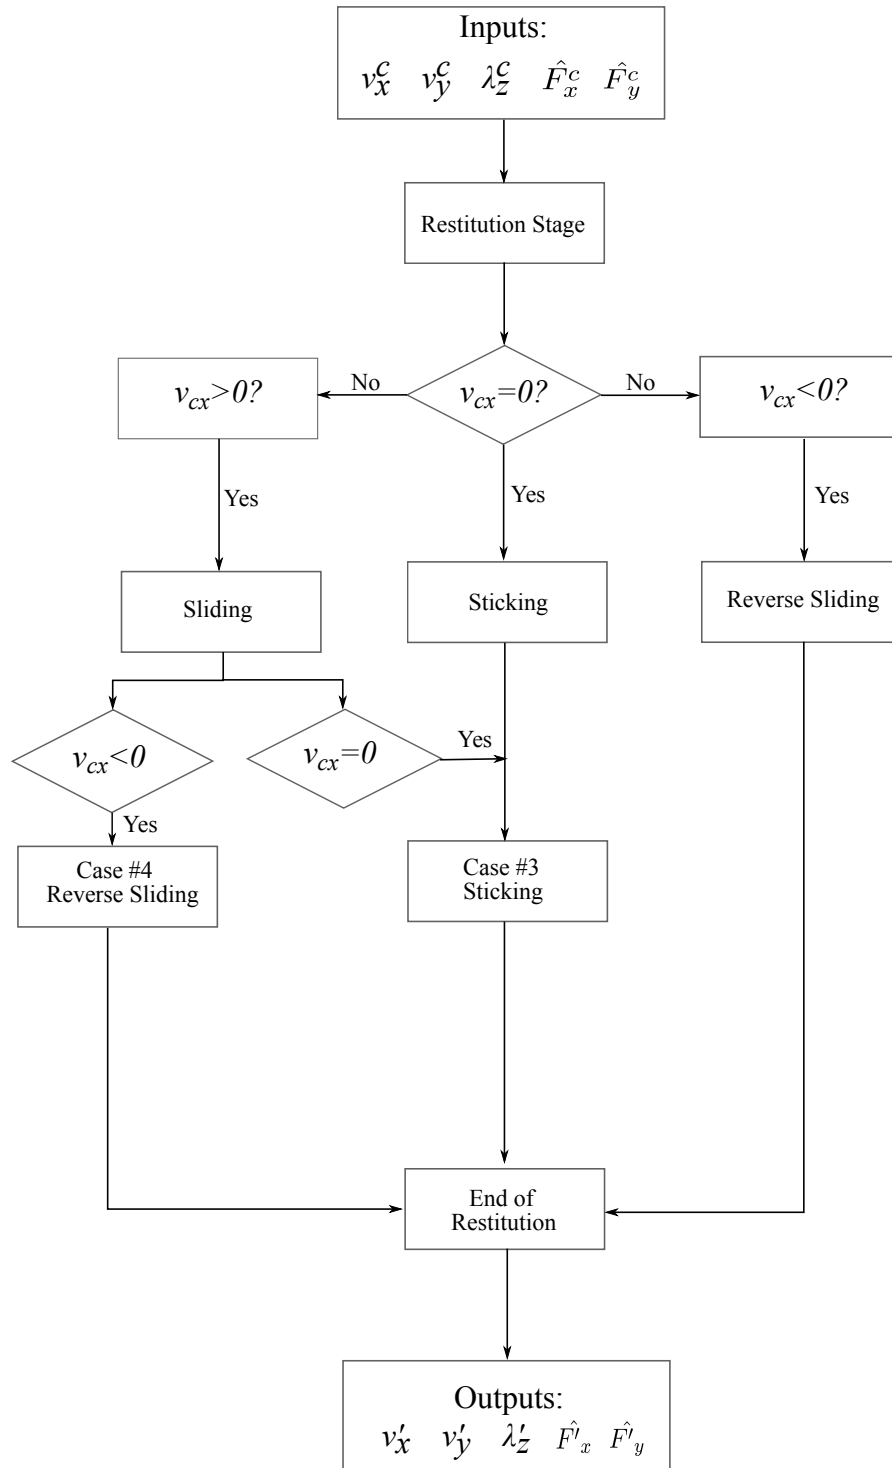 Inputs:
v_x^c v_y^c λ_z^c F̂_x^c F̂_y^c
Restitution Stage
v_cx>0?
No
v_cx=0?
No
v_cx<0?
Yes
Yes
Yes
Sliding
Sticking
Reverse Sliding
v_cx<0
v_cx=0
Yes
Yes
Case #4
Reverse Sliding
Case #3
Sticking
End of
Restitution
Outputs:
v′_x v′_y λ′_z F̂′_x F̂′_y